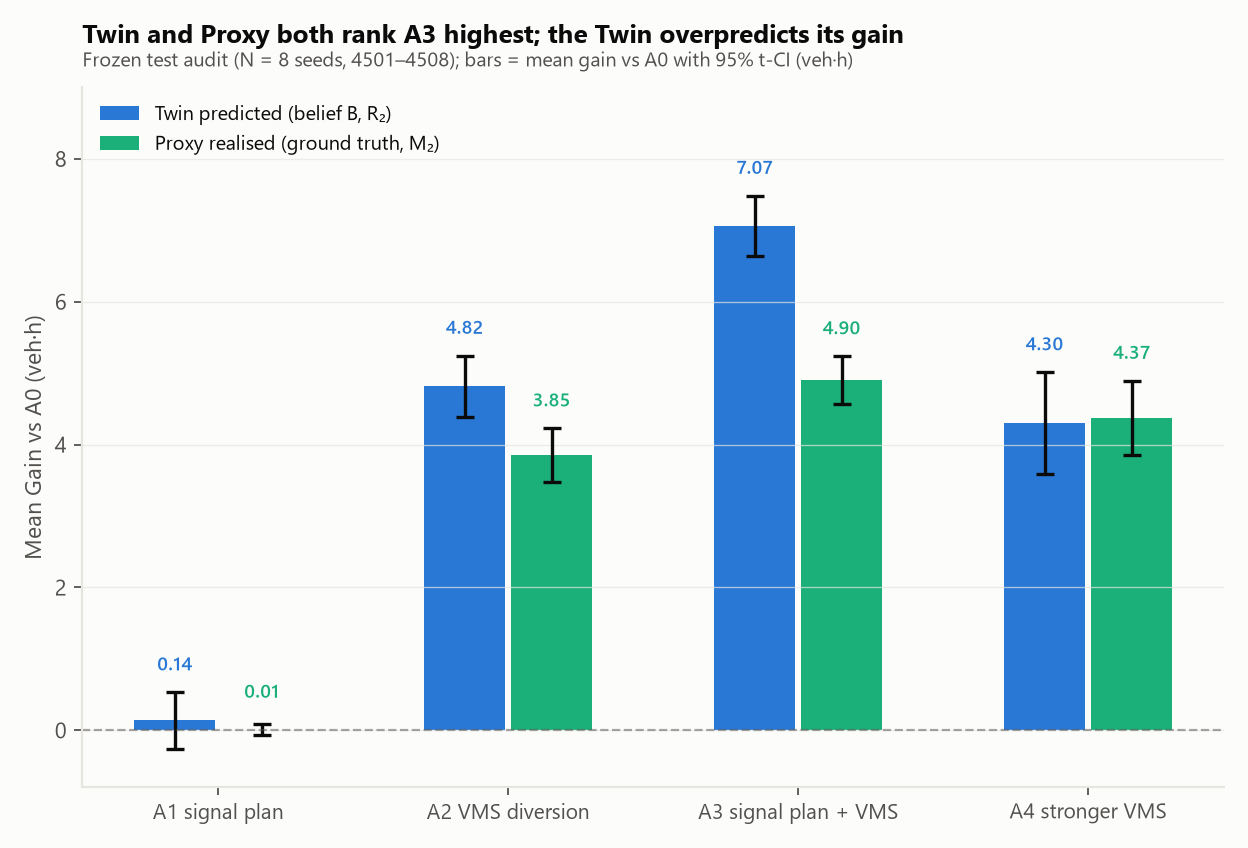 Twin and Proxy both rank A3 highest; the Twin overpredicts its gain
Frozen test audit (N = 8 seeds, 4501–4508); bars = mean gain vs A0 with 95% t-CI (veh·h)
Twin predicted (belief B, R₂)
Proxy realised (ground truth, M₂)
Mean Gain vs A0 (veh·h)
8
6
4
2
0
0.14
0.01
4.82
3.85
7.07
4.90
4.30
4.37
A1 signal plan
A2 VMS diversion
A3 signal plan + VMS
A4 stronger VMS